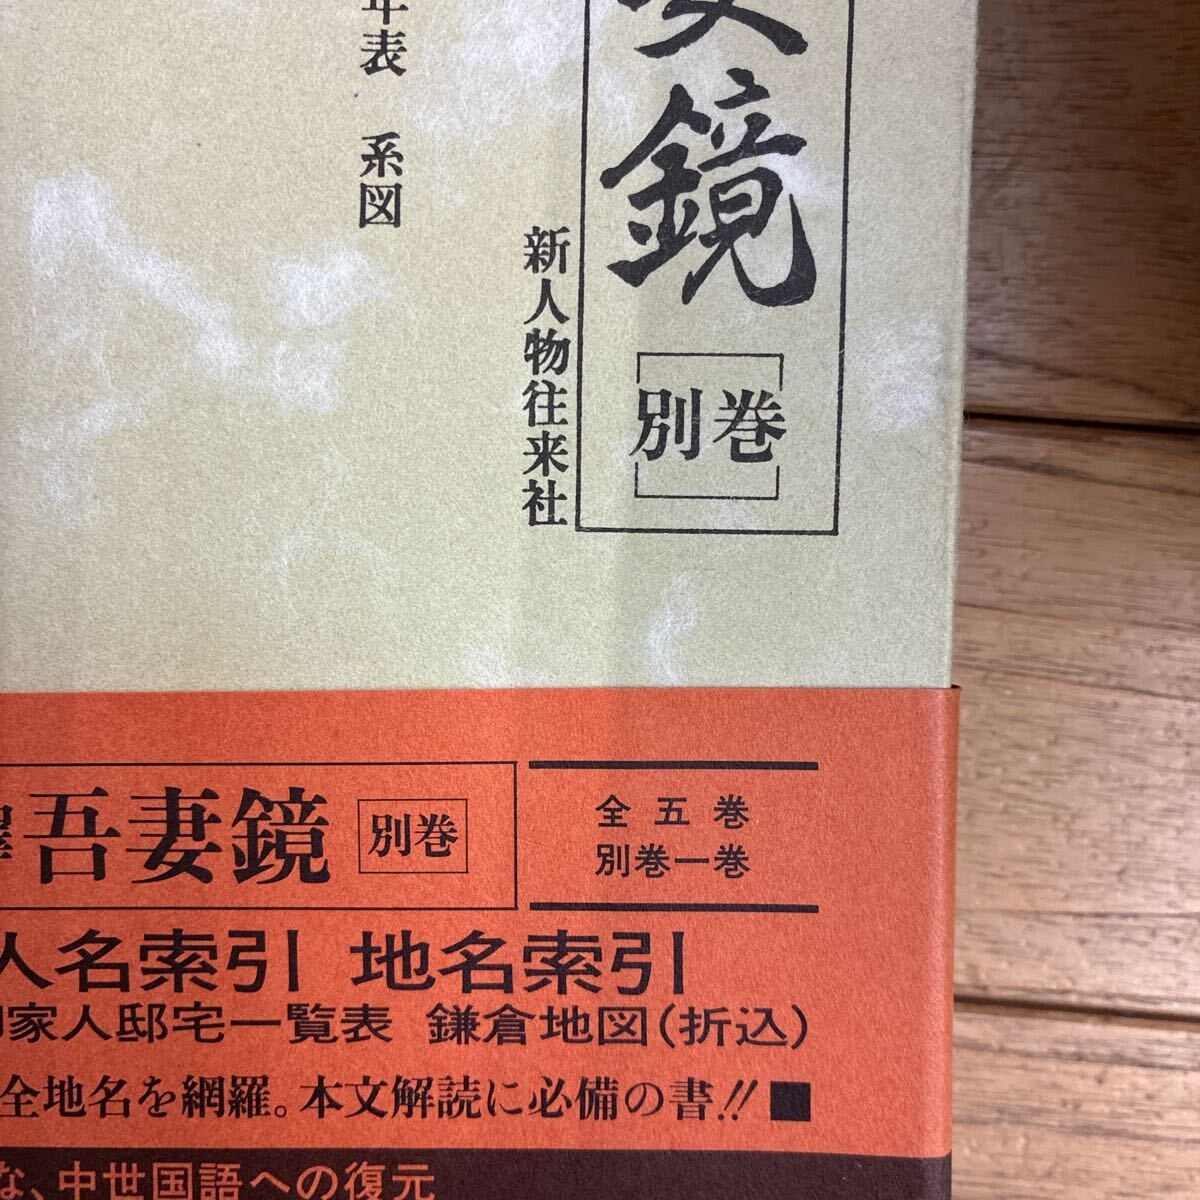 妻鏡
[別巻]
新人物往来社
年表 系図
吾妻鏡 別巻
全五巻
別巻一巻
人名索引 地名索引
家人邸宅一覧表 鎌倉地図(折込)
全地名を網羅。本文解読に必備の書!!■
な、中世国語への復元